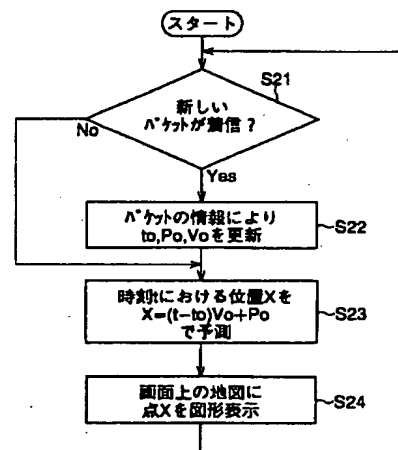 スタート
S21
新しい
パケットが着信?
No
Yes
パケットの情報により
to,Po,Voを更新
S22
時刻tにおける位置Xを
X=(t-to)Vo+Po
で予測
S23
画面上の地図に
点Xを図形表示
S24